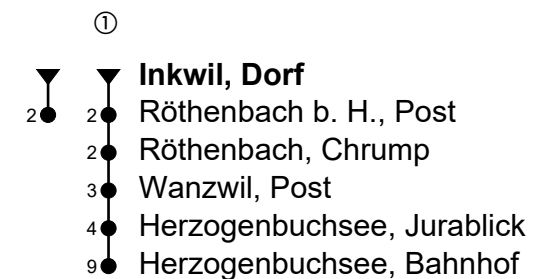 ①
Inkwil, Dorf
2 2 Röthenbach b. H., Post
2 Röthenbach, Chrump
3 Wanzwil, Post
4 Herzogenbuchsee, Jurablick
9 Herzogenbuchsee, Bahnhof